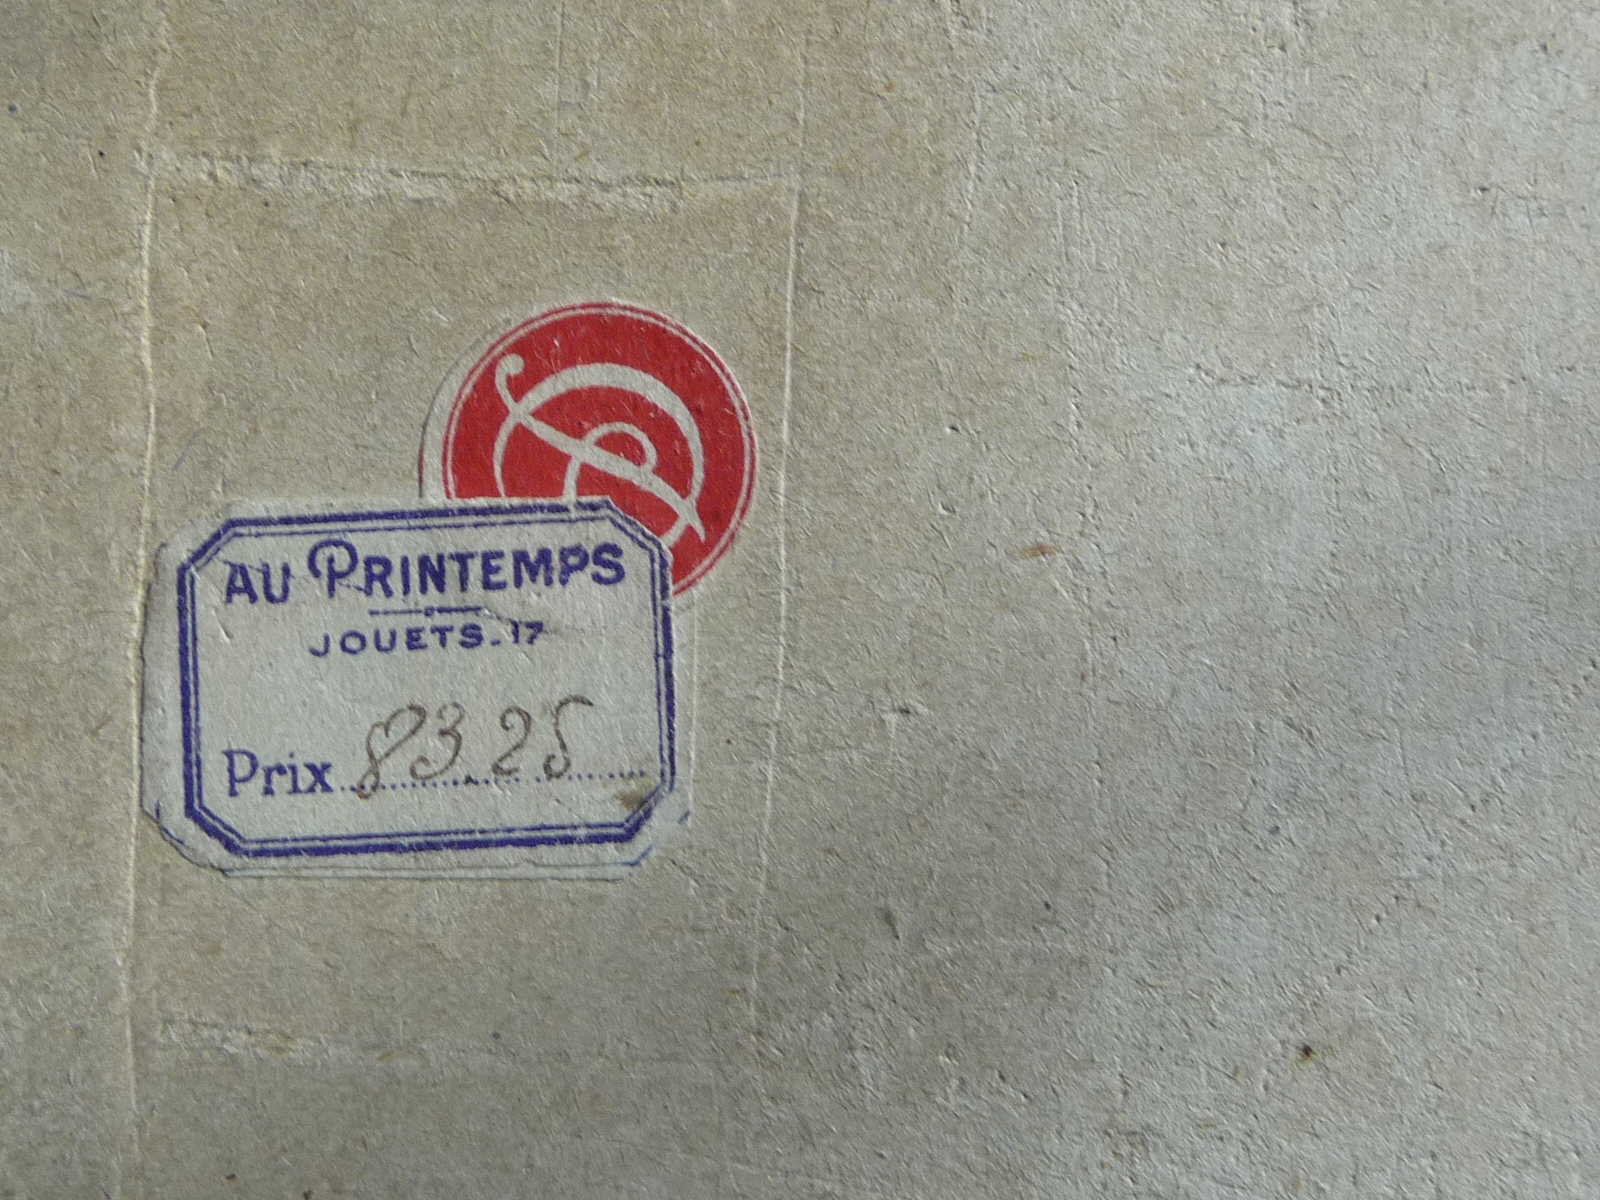 AU PRINTEMPS
JOUETS-17
Prix 83.25